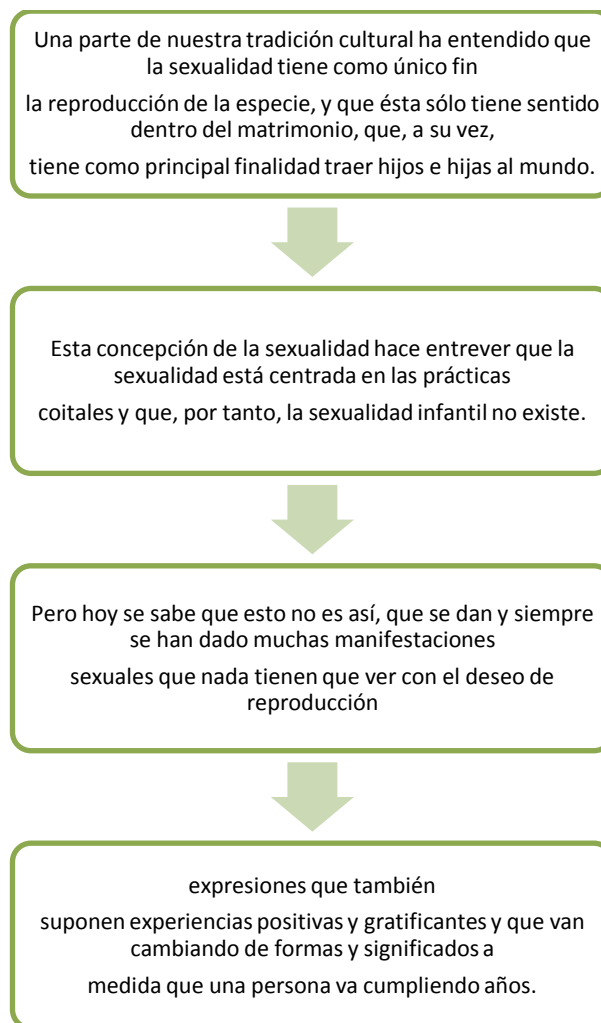 Una parte de nuestra tradición cultural ha entendido que
la sexualidad tiene como único fin
la reproducción de la especie, y que ésta sólo tiene sentido
dentro del matrimonio, que, a su vez,
tiene como principal finalidad traer hijos e hijas al mundo.
Esta concepción de la sexualidad hace entrever que la
sexualidad está centrada en las prácticas
coitales y que, por tanto, la sexualidad infantil no existe.
Pero hoy se sabe que esto no es así, que se dan y siempre
se han dado muchas manifestaciones
sexuales que nada tienen que ver con el deseo de
reproducción
expresiones que también
suponen experiencias positivas y gratificantes y que van
cambiando de formas y significados a
medida que una persona va cumpliendo años.